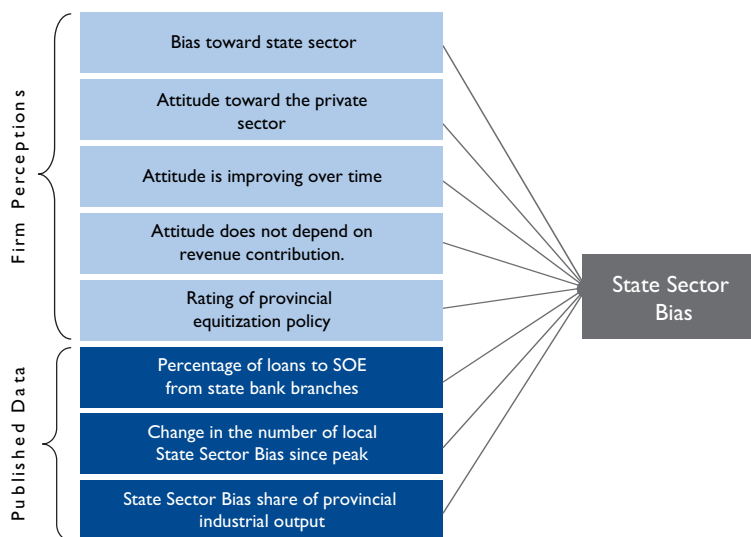 Firm Perceptions
Bias toward state sector
Attitude toward the private
sector
Attitude is improving over time
Attitude does not depend on
revenue contribution.
Rating of provincial
equitization policy
Published Data
Percentage of loans to SOE
from state bank branches
Change in the number of local
State Sector Bias since peak
State Sector Bias share of provincial
industrial output
State Sector
Bias